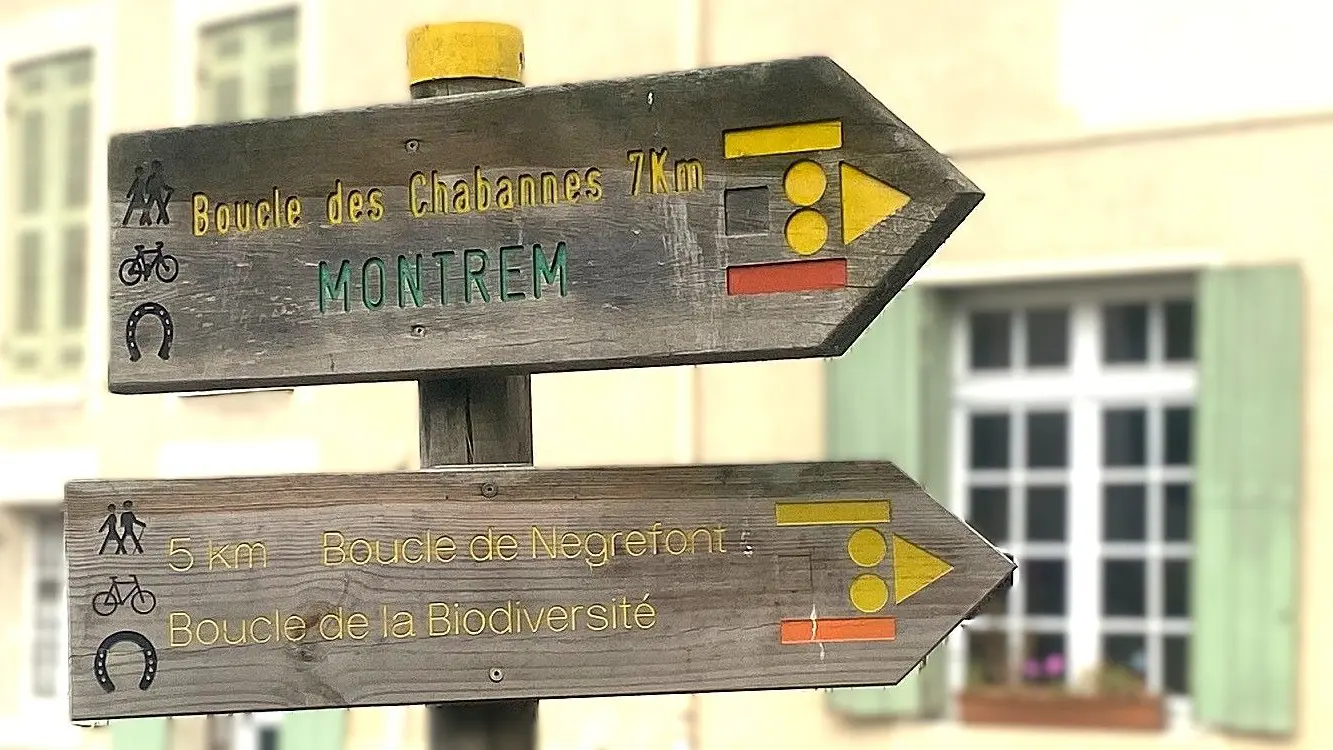 Boucle des Chabannes 7Km
MONTREM
5 km Boucle de Negrefont
Boucle de la Biodiversité